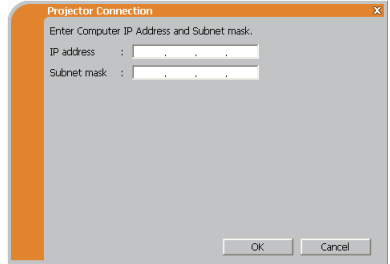 Projector Connection X
Enter Computer IP Address and Subnet mask.
IP address : . . .
Subnet mask : . . .
OK Cancel